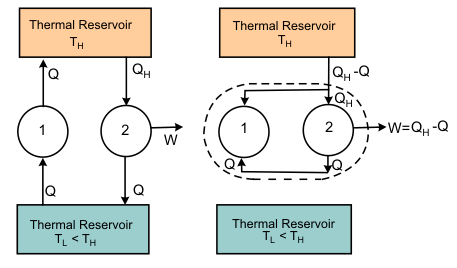 Thermal Reservoir
T_H
Q
Q_H
1
2
W
Q
Q
Thermal Reservoir
T_L < T_H
Thermal Reservoir
T_H
Q_H -Q
Q_H
1
2
W=Q_H -Q
Q
Q
Thermal Reservoir
T_L < T_H